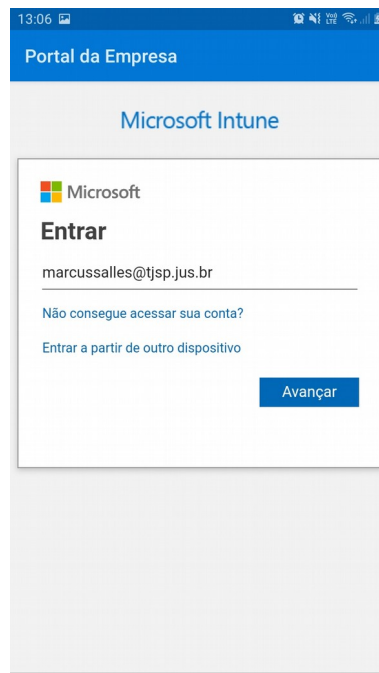 13:06
Portal da Empresa
Microsoft Intune
Microsoft
Entrar
marcussalles@tjsp.jus.br
Não consegue acessar sua conta?
Entrar a partir de outro dispositivo
Avançar